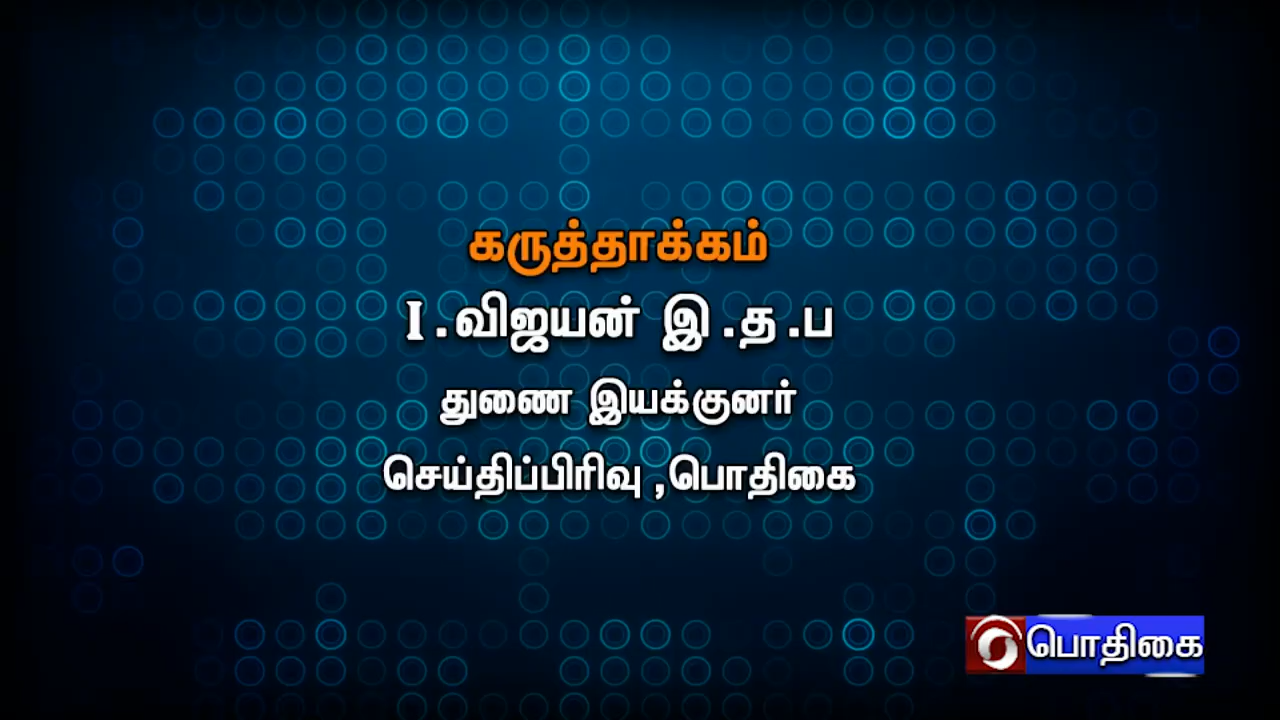 கருத்தாக்கம்
I .விஜயன் இ .த .ப
துணை இயக்குனர்
செய்திப்பிரிவு ,பொதிகை
பொதிகை